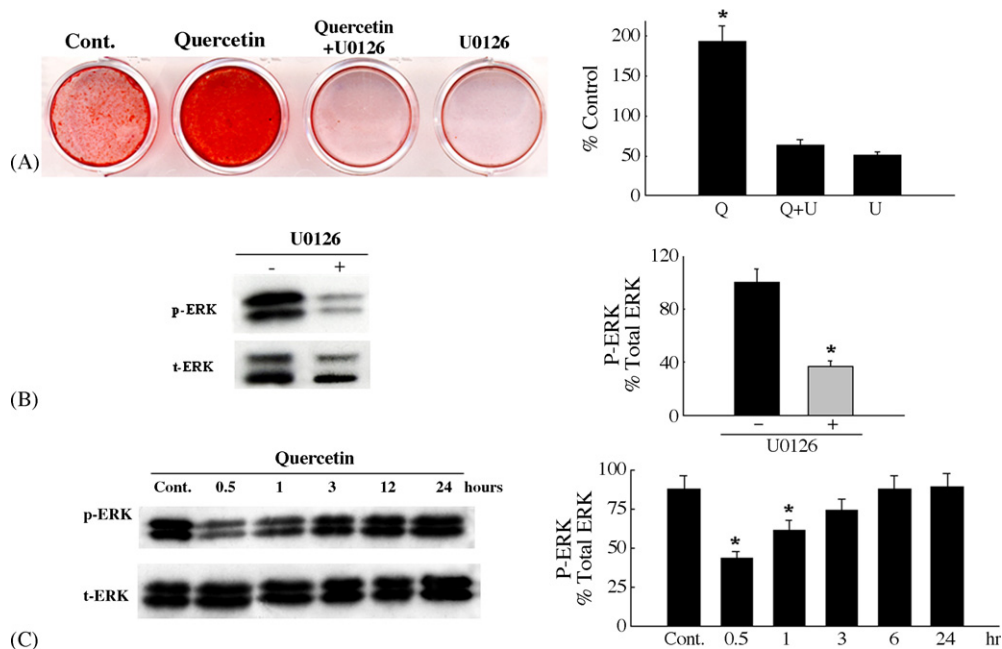 Cont. Quercetin Quercetin +U0126 U0126
(A)
% Control
200
150
100
50
0
*
Q Q+U U
U0126
- +
p-ERK
t-ERK
(B)
P-ERK
% Total ERK
120
80
40
0
*
− +
U0126
Quercetin
Cont. 0.5 1 3 12 24 hours
p-ERK
t-ERK
(C)
P-ERK
% Total ERK
100
75
50
25
0
* *
Cont. 0.5 1 3 6 24 hr